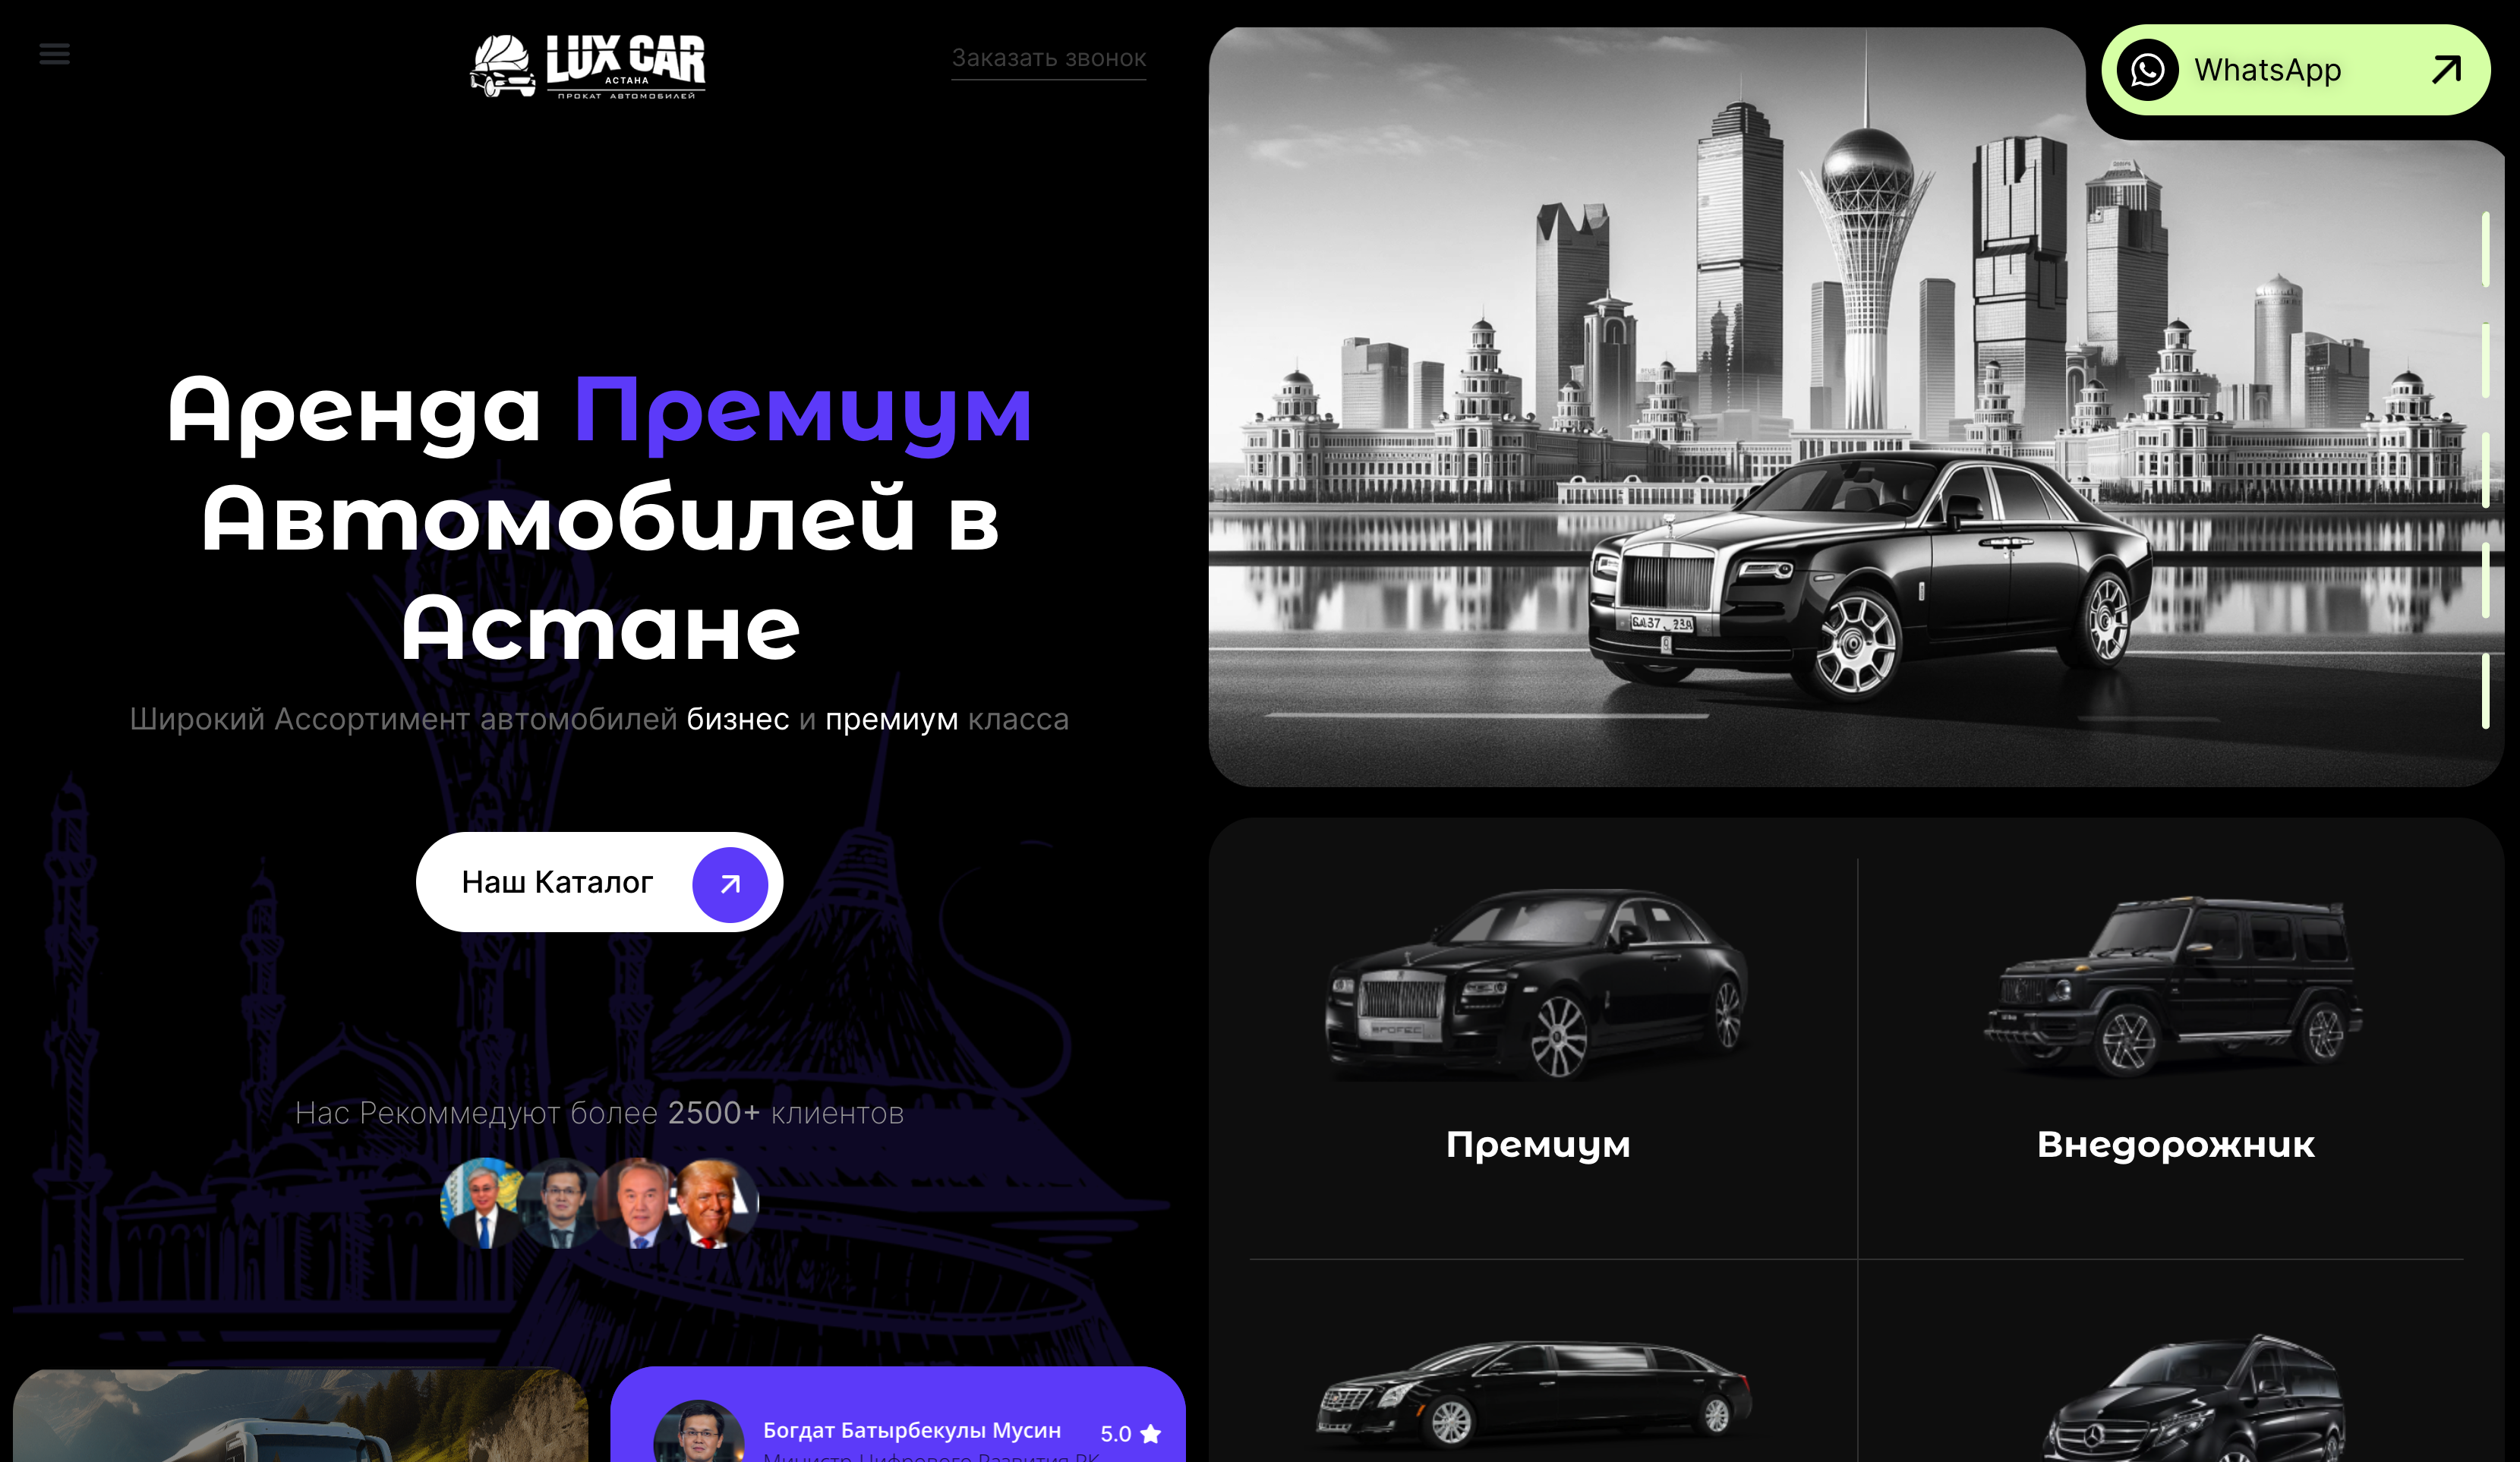 LUX CAR
АСТАНА
ПРОКАТ АВТОМОБИЛЕЙ
Заказать звонок
WhatsApp
Аренда Премиум
Автомобилей в
Астане
Широкий Ассортимент автомобилей бизнес и премиум класса
Наш Каталог
Нас Рекоммедуют более 2500+ клиентов
Премиум
Внедорожник
Богдат Батырбекулы Мусин
5.0
Министр Цифрового Развития РК